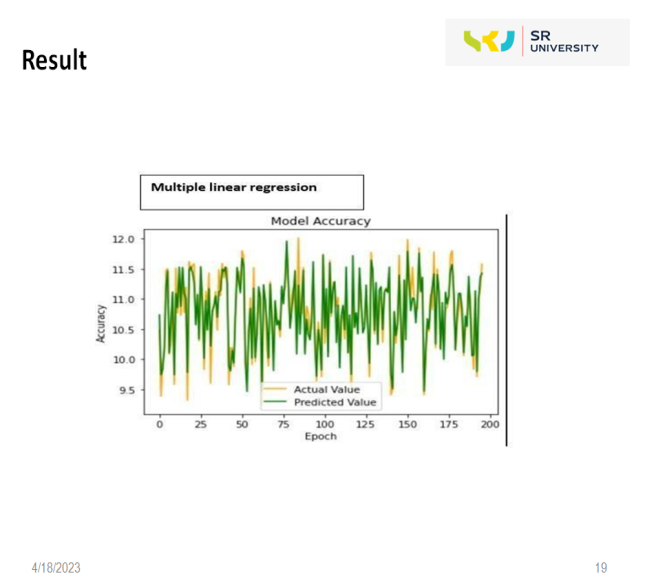 SR
UNIVERSITY
Result
Multiple linear regression
Model Accuracy
12.0
11.5
11.0
10.5
10.0
9.5
Accuracy
Actual Value
Predicted Value
0 25 50 75 100 125 150 175 200
Epoch
4/18/2023 19